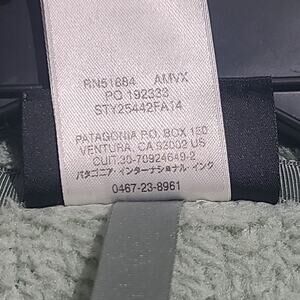 RN51884 AMVX
PO 192333
STY25442FA14
PATAGONIA P.O. BOX 150
VENTURA, CA 93002 US
CUIT.30-70924649-2
パタゴニア・インターナショナル・インク
0467-23-8961